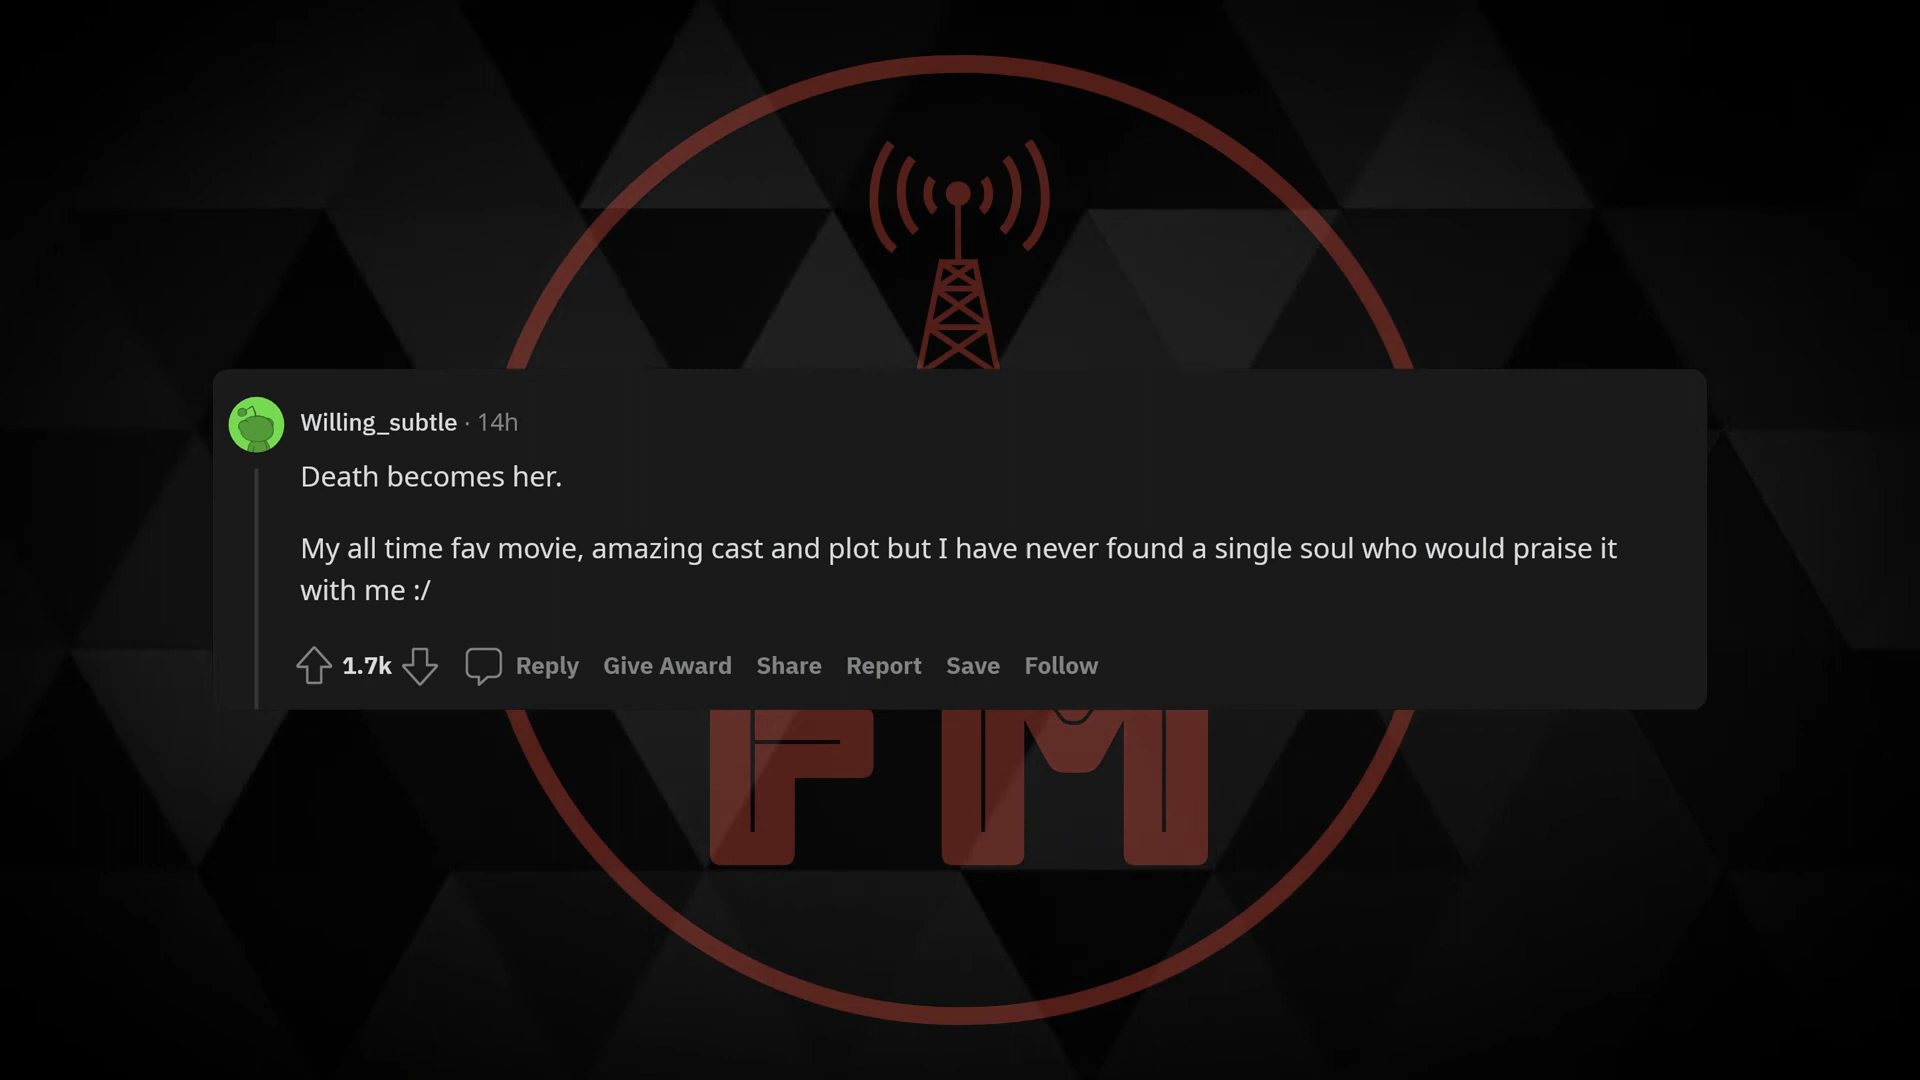 Willing_subtle · 14h
Death becomes her.
My all time fav movie, amazing cast and plot but I have never found a single soul who would praise it
with me :/
1.7k Reply Give Award Share Report Save Follow
FM